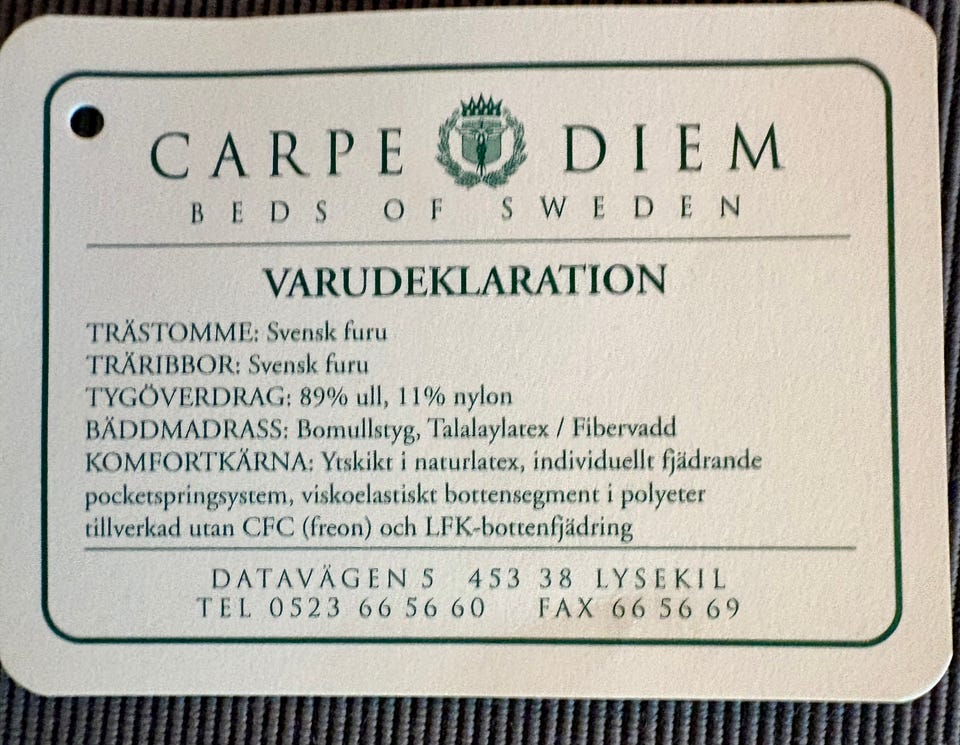 CARPE DIEM
BEDS OF SWEDEN
VARUDEKLARATION
TRÄSTOMME: Svensk furu
TRÄRIBBOR: Svensk furu
TYGÖVERDRAG: 89% ull, 11% nylon
BÄDDMADRASS: Bomullstyg, Talalaylatex / Fibervadd
KOMFORTKÄRNA: Ytskikt i naturlatex, individuellt fjädrande
pocketspringsystem, viskoelastiskt bottensegment i polyeter
tillverkad utan CFC (freon) och LFK-bottenfjädring
DATAVÄGEN 5 453 38 LYSEKIL
TEL 0523 66 56 60 FAX 66 56 69